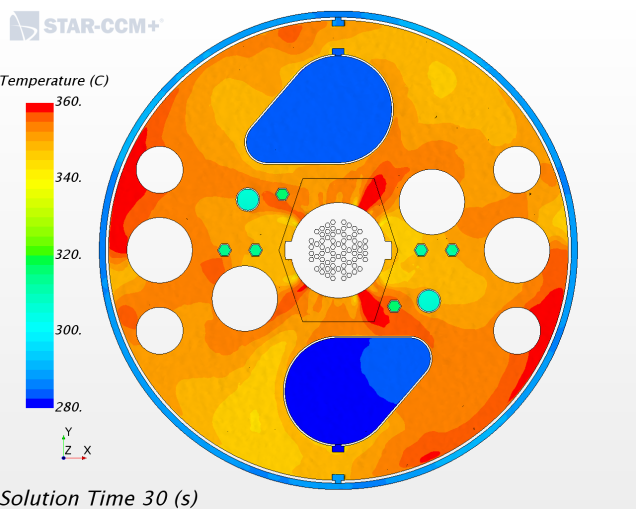 STAR-CCM+
Temperature (C)
360.
340.
320.
300.
280.
Y
Z X
Solution Time 30 (s)